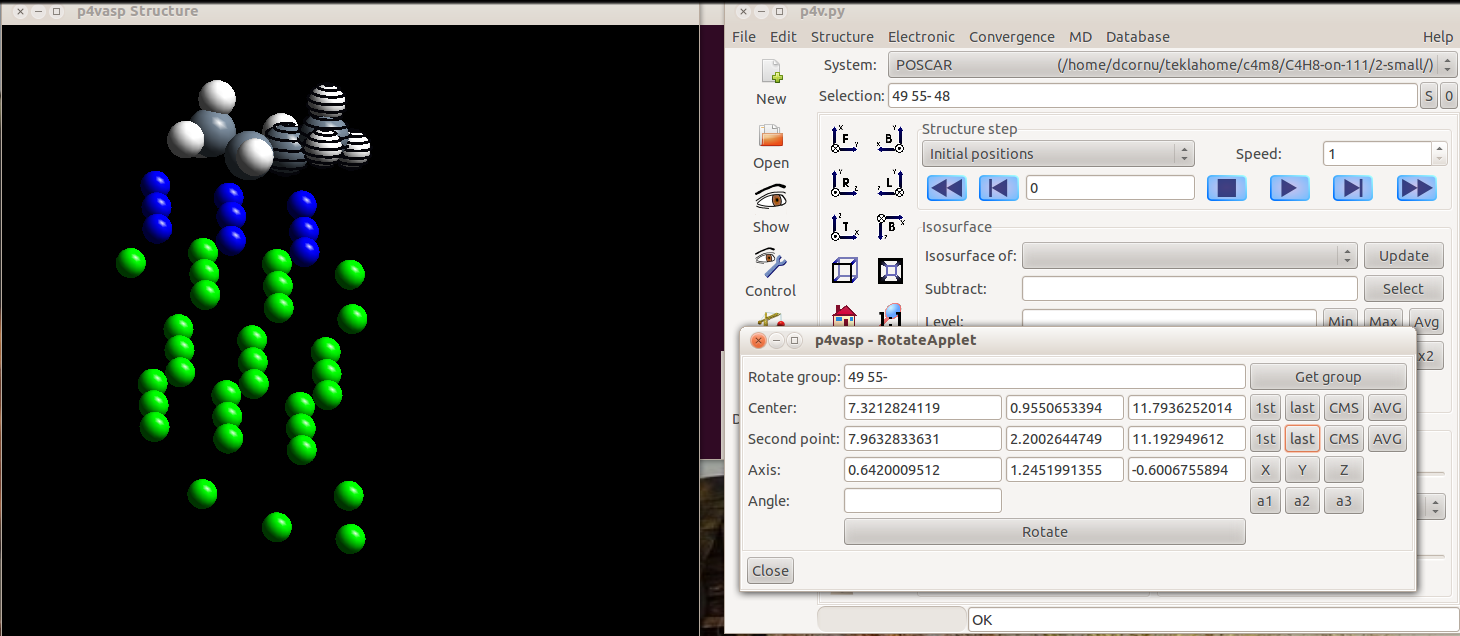 p4vasp Structure
p4v.py
File Edit Structure Electronic Convergence MD Database Help
System: POSCAR (/home/dcornu/teklahome/c4m8/C4H8-on-111/2-small/)
Selection: 49 55- 48 S 0
New
Open
Show
Control
F B
R L
T B
Structure step
Initial positions Speed: 1
0
Isosurface
Isosurface of: Update
Subtract: Select
Level: Min Max Avg
x2
p4vasp - RotateApplet
Rotate group: 49 55- Get group
Center: 7.3212824119 0.9550653394 11.7936252014 1st last CMS AVG
Second point: 7.9632833631 2.2002644749 11.192949612 1st last CMS AVG
Axis: 0.6420009512 1.2451991355 -0.6006755894 X Y Z
Angle: a1 a2 a3
Rotate
Close
OK